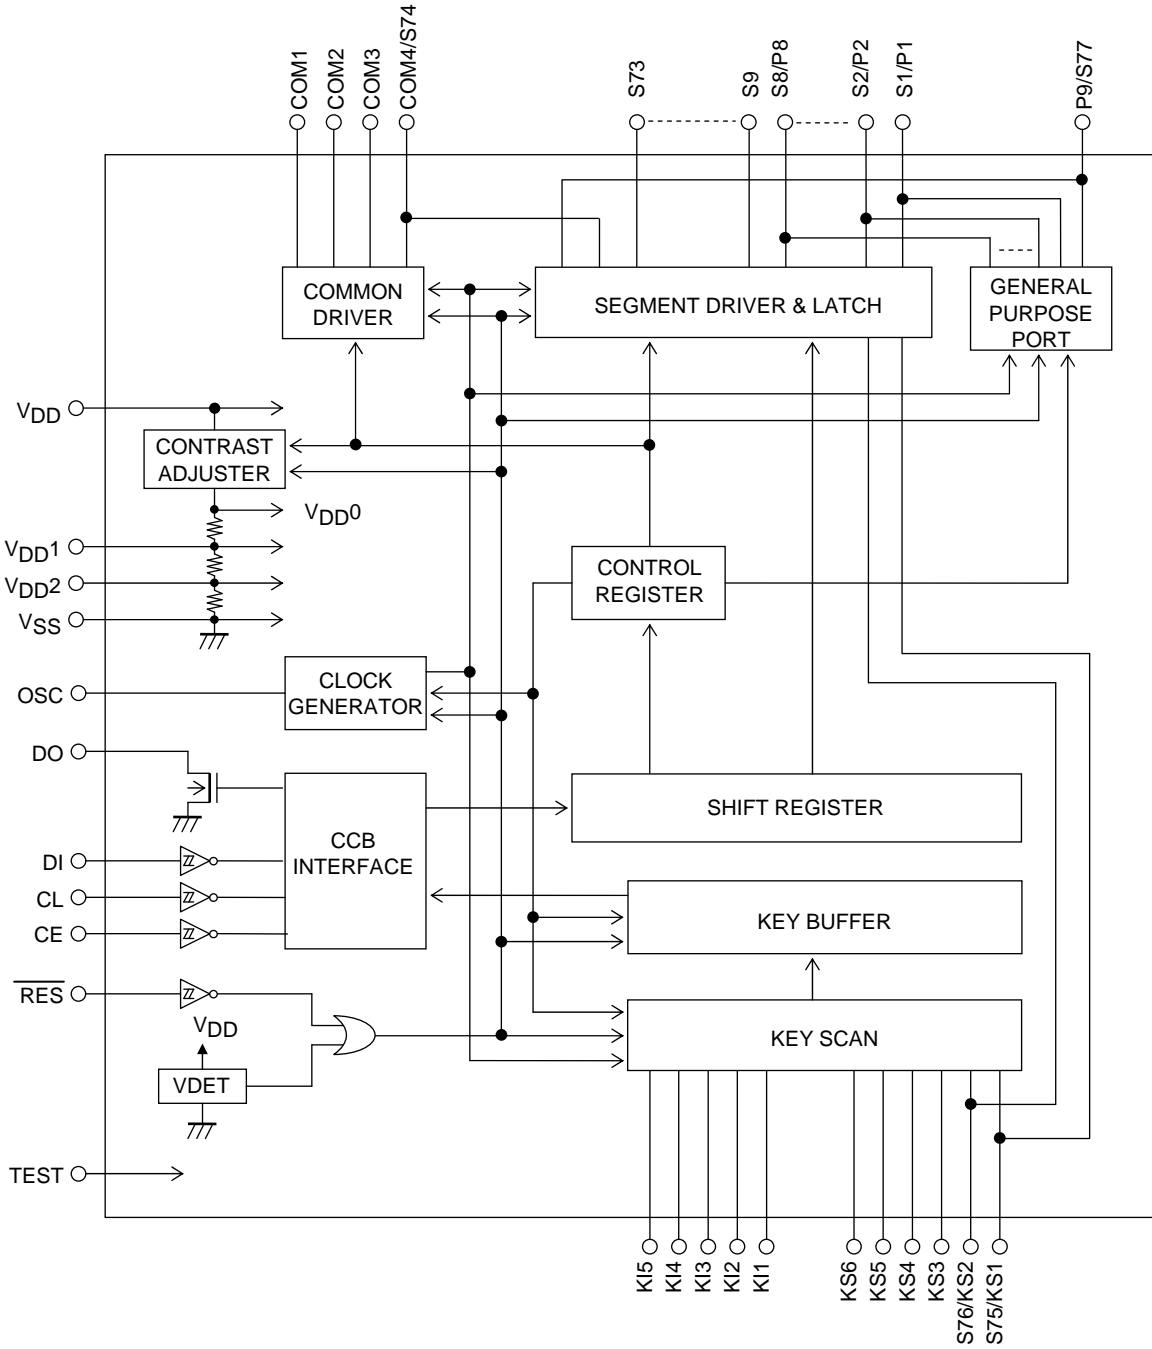 COM1
COM2
COM3
COM4/S74
S73
S9
S8/P8
S2/P2
S1/P1
P9/S77
COMMON
DRIVER
SEGMENT DRIVER & LATCH
GENERAL
PURPOSE
PORT
VDD
CONTRAST
ADJUSTER
VDD0
VDD1
VDD2
VSS
CONTROL
REGISTER
OSC
CLOCK
GENERATOR
DO
CCB
INTERFACE
SHIFT REGISTER
DI
CL
CE
KEY BUFFER
RES
VDD
VDET
KEY SCAN
TEST
KI5
KI4
KI3
KI2
KI1
KS6
KS5
KS4
KS3
S76/KS2
S75/KS1